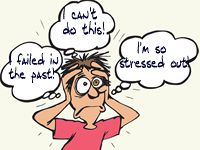 I can't
do this!
I failed
in the
past!
I'm so
stressed out!